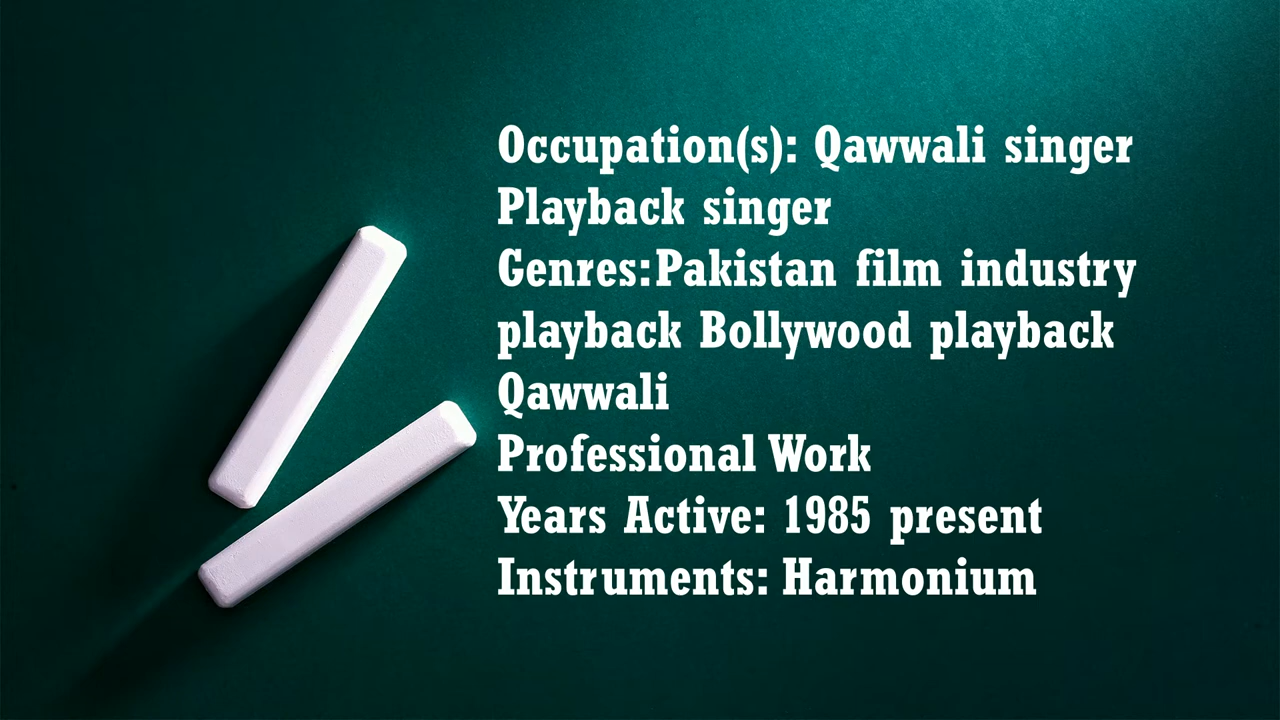 Occupation(s): Qawwali singer
Playback singer
Genres:Pakistan film industry
playback Bollywood playback
Qawwali
Professional Work
Years Active: 1985 present
Instruments: Harmonium